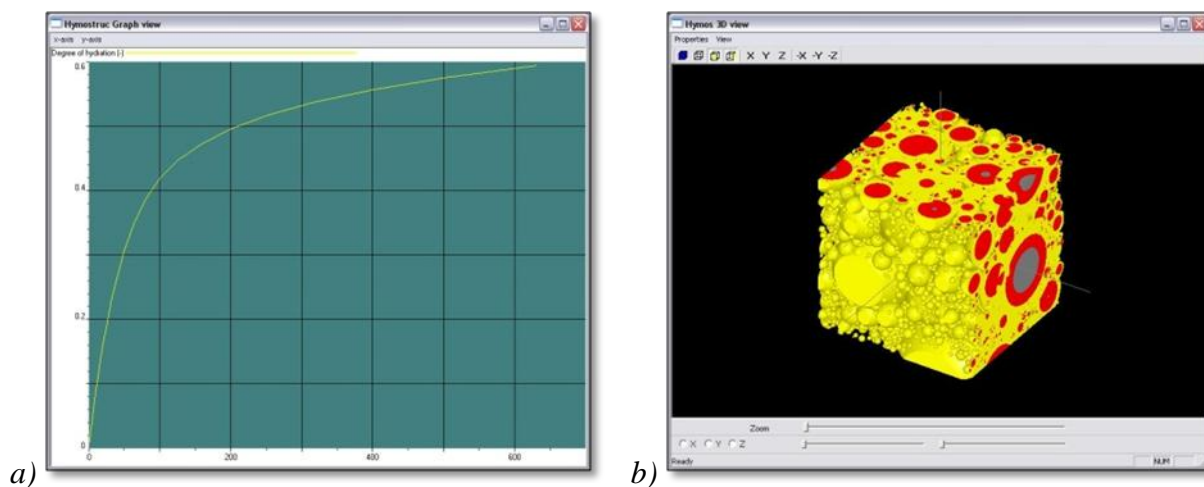 Hymostruc Graph view
x-axis y-axis
Degree of hydration [-]
0.6
0.4
0.2
0
0 200 400 600
a)
Hymos 3D view
Properties View
X Y Z -X -Y -Z
Zoom
X Y Z
Ready NUM
b)